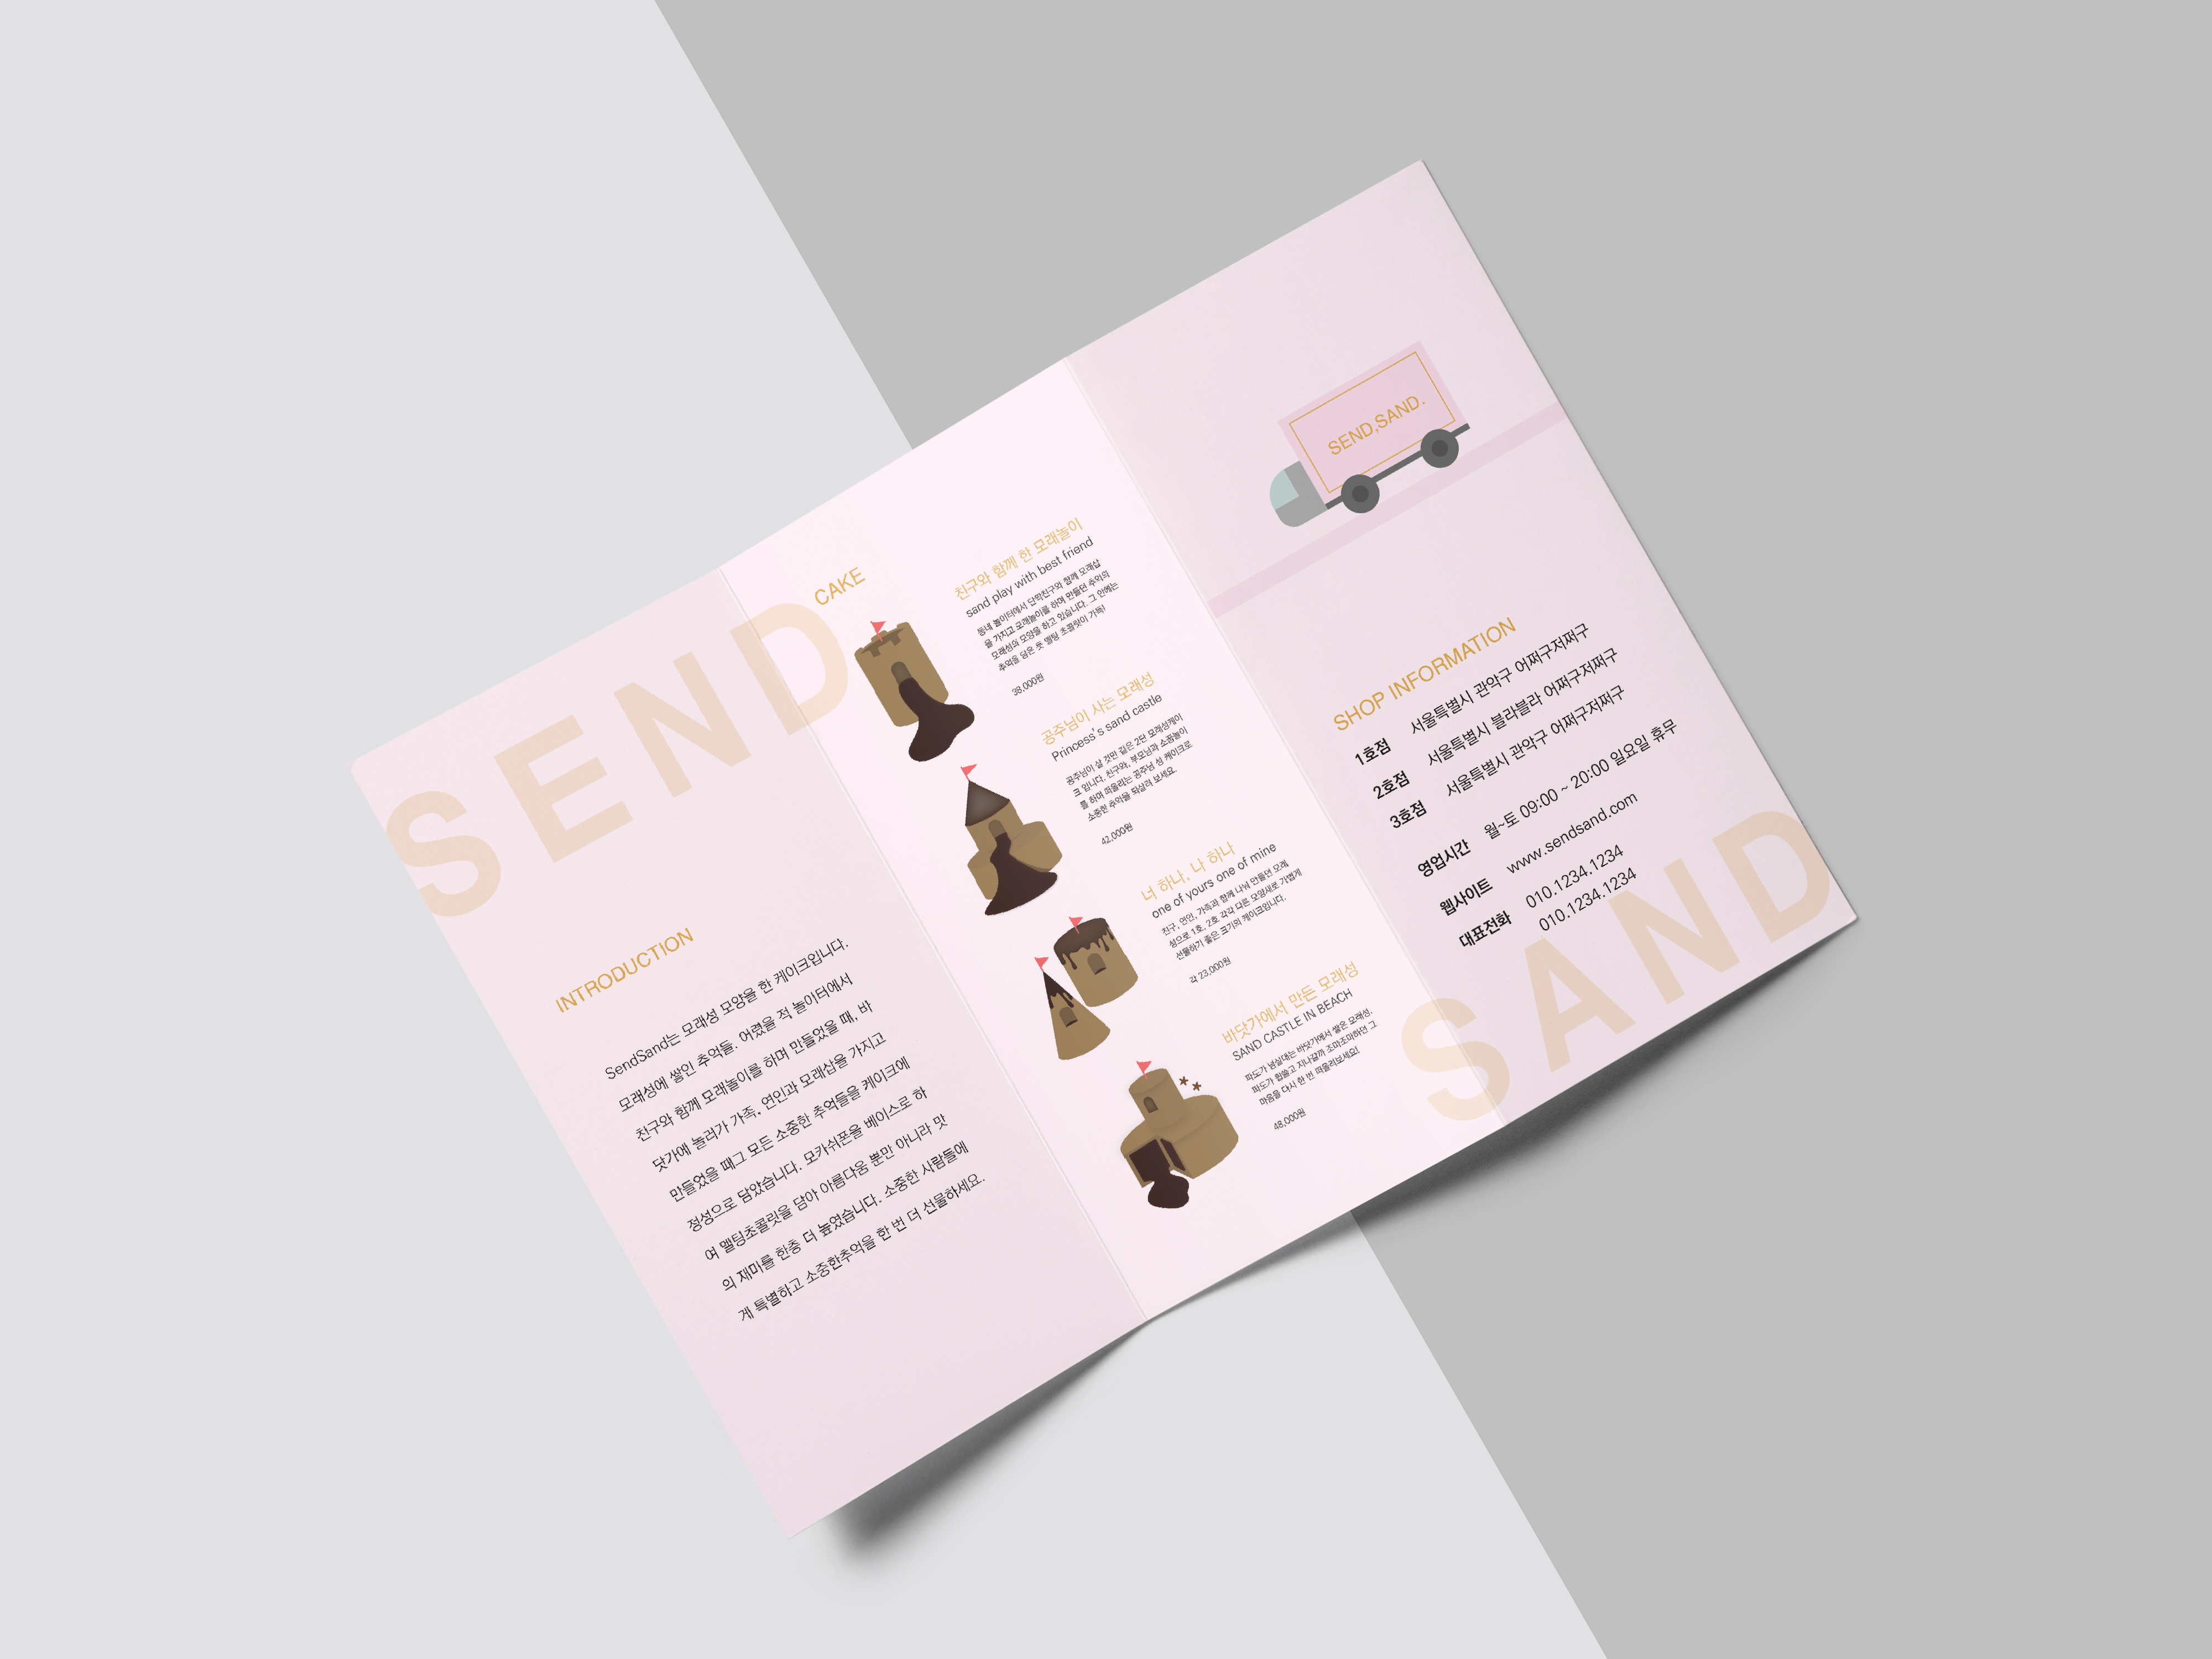 SEND
INTRODUCTION
SendSand는 모래성 모양을 한 케이크입니다.
모래성에 쌓인 추억들. 어렸을 적 놀이터에서
친구와 함께 모래놀이를 하며 만들었을 때, 바
닷가에 놀러가 가족, 연인과 모래삽을 가지고
만들었을 때그 모든 소중한 추억들을 케이크에
정성으로 담았습니다. 모카쉬폰을 베이스로 하
여 멜팅초콜릿을 담아 아름다움 뿐만 아니라 맛
의 재미를 한층 더 높였습니다. 소중한 사람들에
게 특별하고 소중한추억을 한 번 더 선물하세요.
CAKE
친구와 함께 한 모래놀이
sand play with best friend
동네 놀이터에서 단짝친구와 함께 모래삽
을 가지고 모래놀이를 하며 만들던 추억의
모래성의 모양을 하고 있습니다. 그 안에는
추억을 담은 듯 멜팅 초콜릿이 가득!
38,000원
공주님이 사는 모래성
Princess's sand castle
공주님이 살 것만 같은 2단 모래성케이
크 입니다. 친구와, 부모님과 소꿉놀이
를 하며 떠올리는 공주님 성 케이크로
소중한 추억을 되살려 보세요.
42,000원
너 하나, 나 하나
one of yours one of mine
친구, 연인, 가족과 함께 나눠 만들던 모래
성으로 1호, 2호 각각 다른 모양새로 가볍게
선물하기 좋은 크기의 케이크입니다.
각 23,000원
바닷가에서 만든 모래성
SAND CASTLE IN BEACH
파도가 넘실대는 바닷가에서 쌓은 모래성.
파도가 휩쓸고 지나갈까 조마조마하던 그
마음을 다시 한 번 떠올려보세요!
48,000원
SEND,SAND.
SHOP INFORMATION
1호점 서울특별시 관악구 어쩌구저쩌구
2호점 서울특별시 블라블라 어쩌구저쩌구
3호점 서울특별시 관악구 어쩌구저쩌구
영업시간 월~토 09:00 ~ 20:00 일요일 휴무
웹사이트 www.sendsand.com
대표전화 010.1234.1234
010.1234.1234
SAND